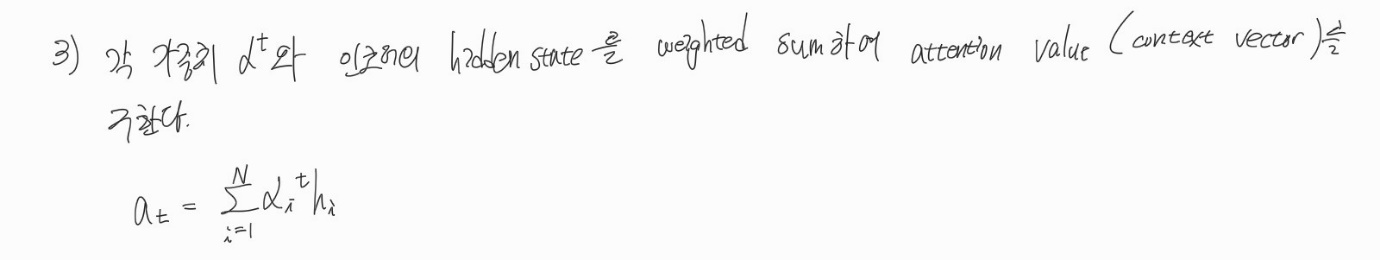 3) 각 가중치 α^t와 인코더의 hidden state를 weighted sum하여 attention value (context vector)를
구한다.
a_t = \sum_{i=1}^{N} α_i^t h_i